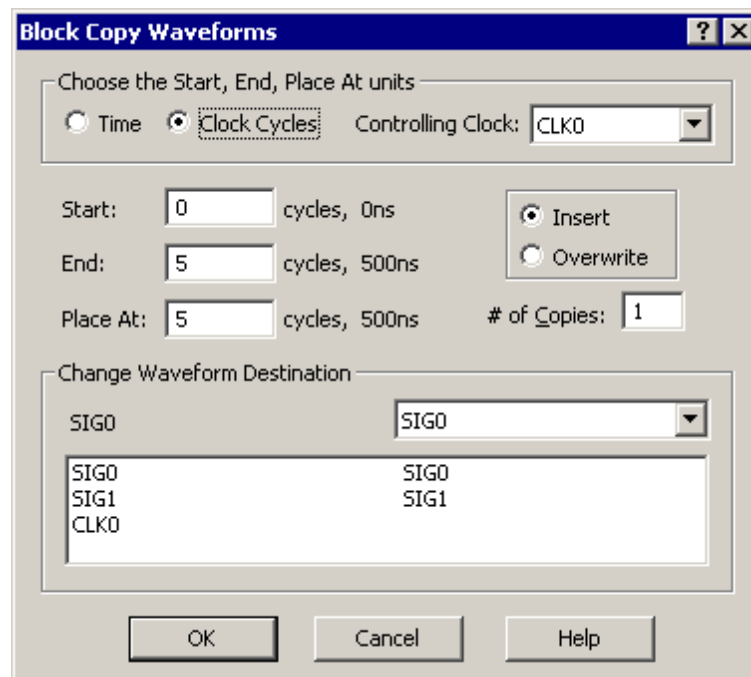 Block Copy Waveforms
Choose the Start, End, Place At units
Time Clock Cycles Controlling Clock: CLK0
Start: 0 cycles, 0ns
Insert
End: 5 cycles, 500ns
Overwrite
Place At: 5 cycles, 500ns
# of Copies: 1
Change Waveform Destination
SIG0 SIG0
SIG0 SIG0
SIG1 SIG1
CLK0
OK Cancel Help